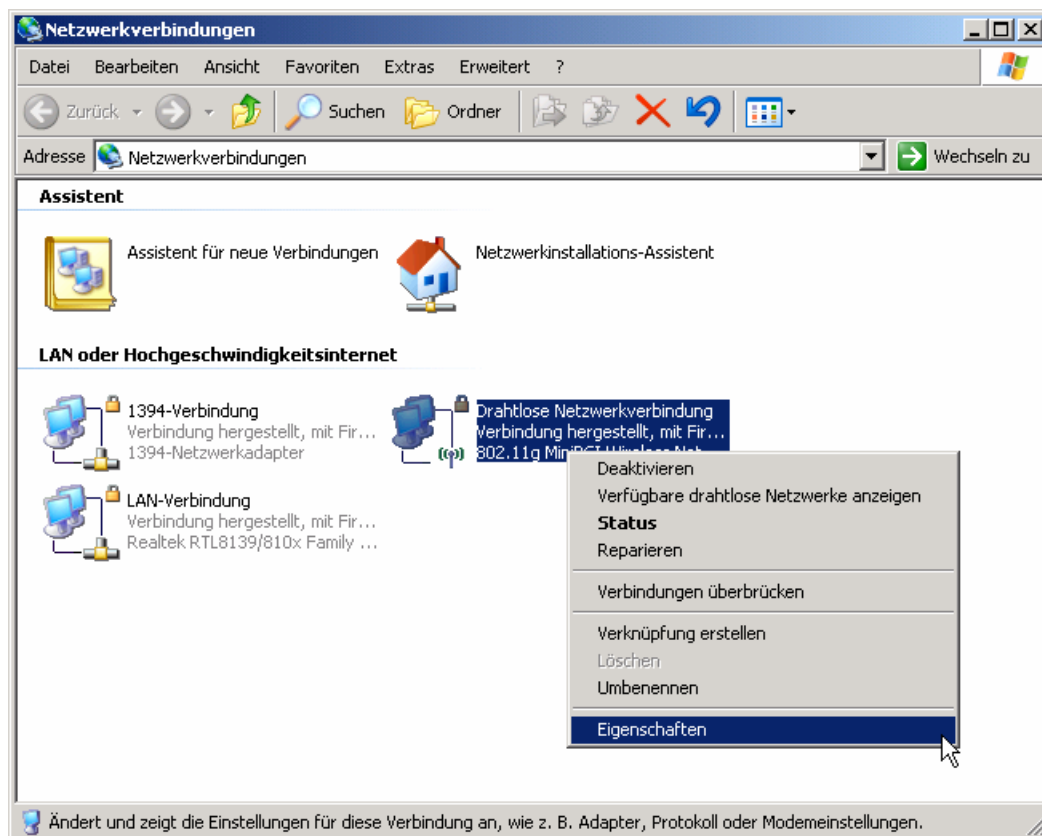 Netzwerkverbindungen
Datei Bearbeiten Ansicht Favoriten Extras Erweitert ?
Zurück Suchen Ordner
Adresse Netzwerkverbindungen Wechseln zu
Assistent
Assistent für neue Verbindungen
Netzwerkinstallations-Assistent
LAN oder Hochgeschwindigkeitsinternet
1394-Verbindung
Verbindung hergestellt, mit Fir...
1394-Netzwerkadapter
Drahtlose Netzwerkverbindung
Verbindung hergestellt, mit Fir...
802.11g MiniPCI Wireless Net
LAN-Verbindung
Verbindung hergestellt, mit Fir...
Realtek RTL8139/810x Family ...
Deaktivieren
Verfügbare drahtlose Netzwerke anzeigen
Status
Reparieren
Verbindungen überbrücken
Verknüpfung erstellen
Löschen
Umbenennen
Eigenschaften
Ändert und zeigt die Einstellungen für diese Verbindung an, wie z. B. Adapter, Protokoll oder Modemeinstellungen.